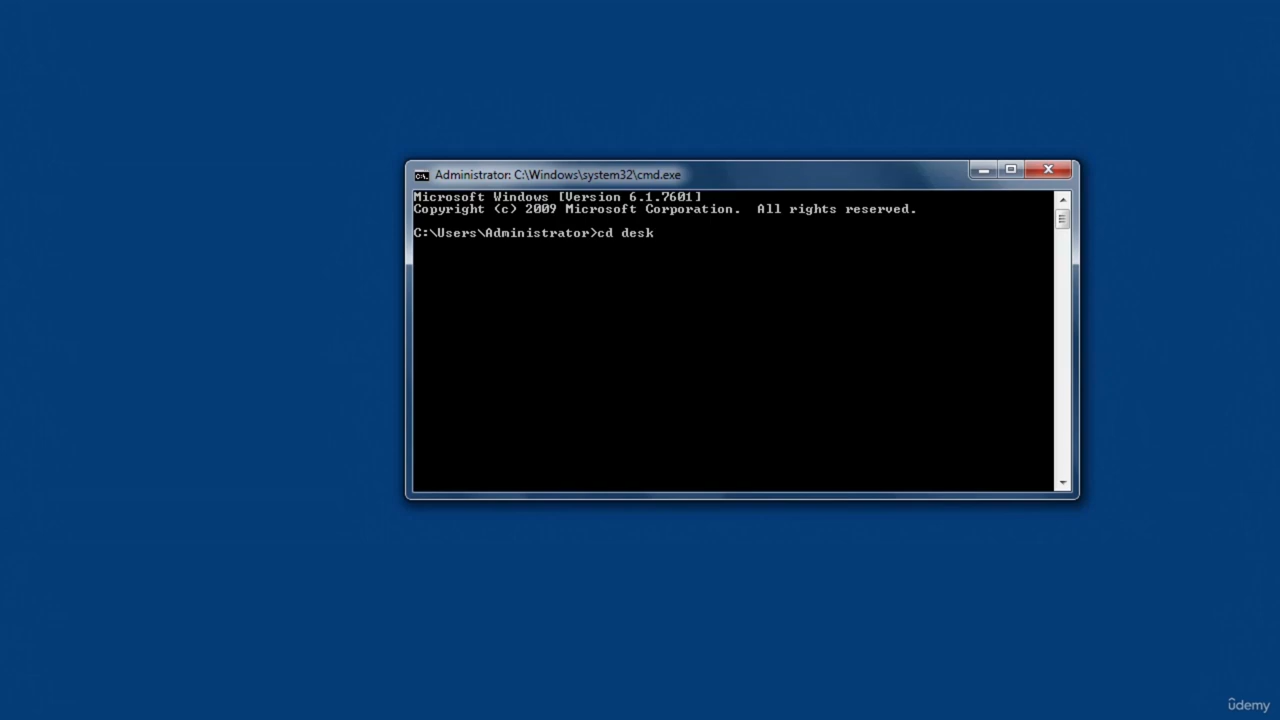 Administrator: C:\Windows\system32\cmd.exe
Microsoft Windows [Version 6.1.7601]
Copyright (c) 2009 Microsoft Corporation.  All rights reserved.
C:\Users\Administrator>cd desk
ûdemy